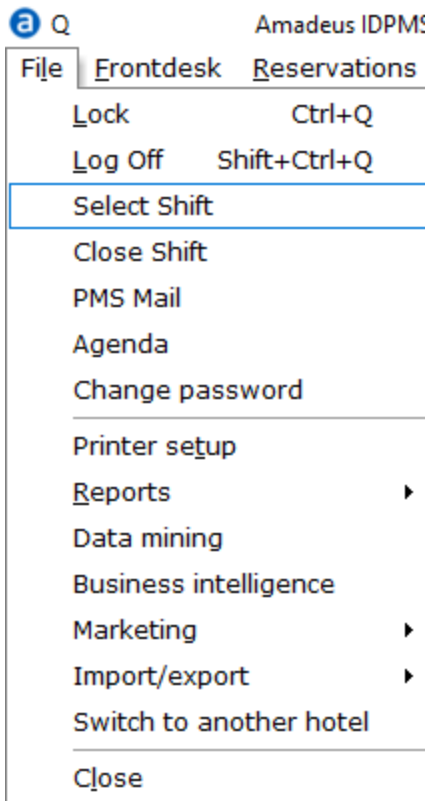 a Q Amadeus IDPMS
File Frontdesk Reservations
Lock Ctrl+Q
Log Off Shift+Ctrl+Q
Select Shift
Close Shift
PMS Mail
Agenda
Change password
Printer setup
Reports
Data mining
Business intelligence
Marketing
Import/export
Switch to another hotel
Close